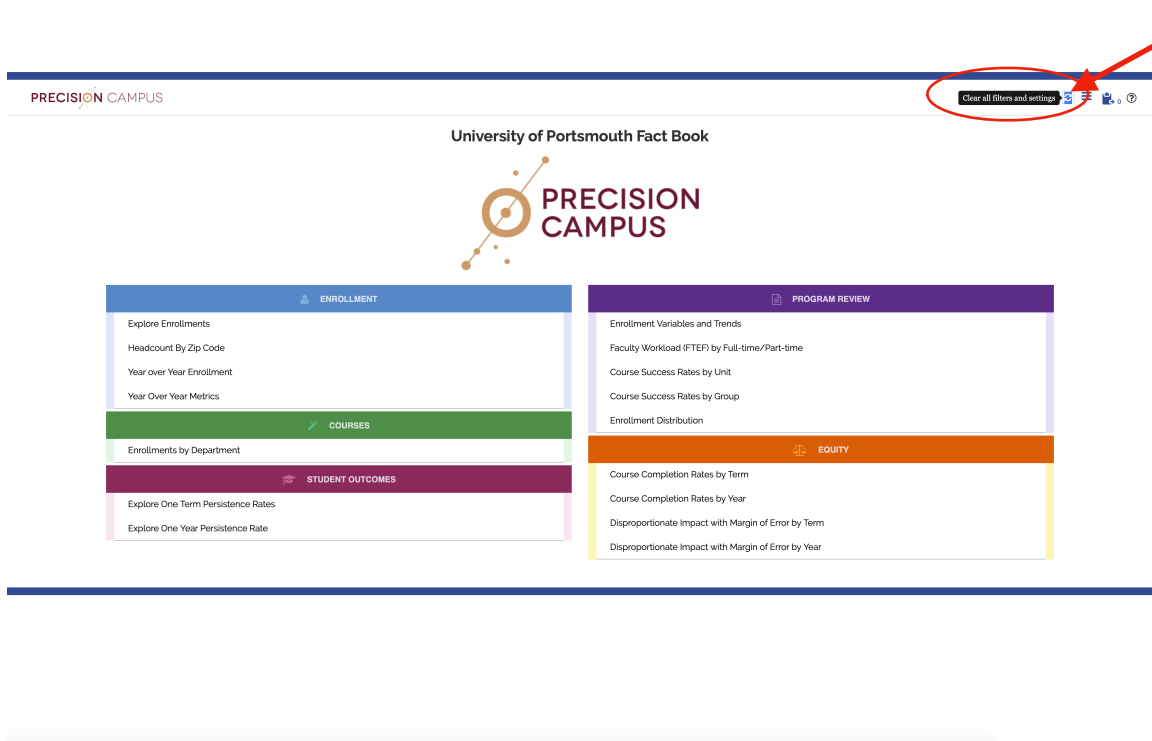 PRECISION CAMPUS
Clear all filters and settings
0
University of Portsmouth Fact Book
PRECISION
CAMPUS
ENROLLMENT
Explore Enrollments
Headcount By Zip Code
Year over Year Enrollment
Year Over Year Metrics
COURSES
Enrollments by Department
STUDENT OUTCOMES
Explore One Term Persistence Rates
Explore One Year Persistence Rate
PROGRAM REVIEW
Enrollment Variables and Trends
Faculty Workload (FTEF) by Full-time/Part-time
Course Success Rates by Unit
Course Success Rates by Group
Enrollment Distribution
EQUITY
Course Completion Rates by Term
Course Completion Rates by Year
Disproportionate Impact with Margin of Error by Term
Disproportionate Impact with Margin of Error by Year